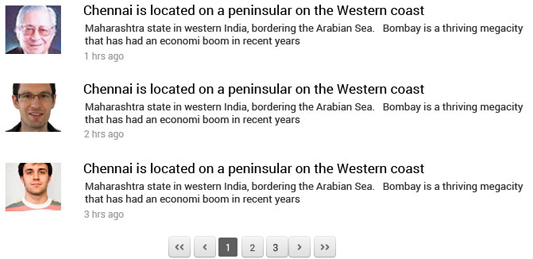 Chennai is located on a peninsular on the Western coast
Maharashtra state in western India, bordering the Arabian Sea. Bombay is a thriving megacity
that has had an economi boom in recent years
1 hrs ago
Chennai is located on a peninsular on the Western coast
Maharashtra state in western India, bordering the Arabian Sea. Bombay is a thriving megacity
that has had an economi boom in recent years
2 hrs ago
Chennai is located on a peninsular on the Western coast
Maharashtra state in western India, bordering the Arabian Sea. Bombay is a thriving megacity
that has had an economi boom in recent years
3 hrs ago
<< < 1 2 3 > >>